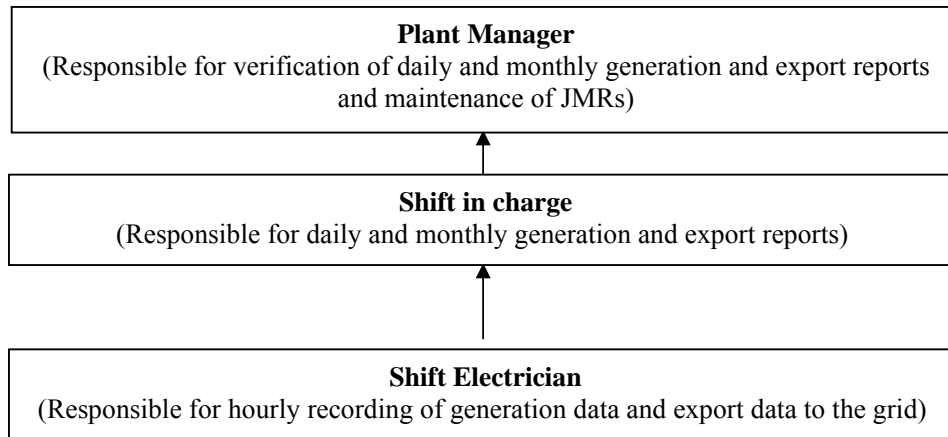 Plant Manager
(Responsible for verification of daily and monthly generation and export reports
and maintenance of JMRs)
Shift in charge
(Responsible for daily and monthly generation and export reports)
Shift Electrician
(Responsible for hourly recording of generation data and export data to the grid)